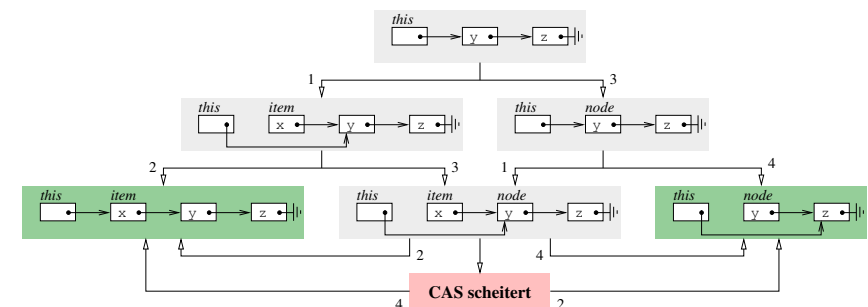 this
y z
1 3
this item
x y z
this node
y z
2 3 1 4
this item
x y z
this item node
x y z
this node
y z
2 4
4 CAS scheitert 2